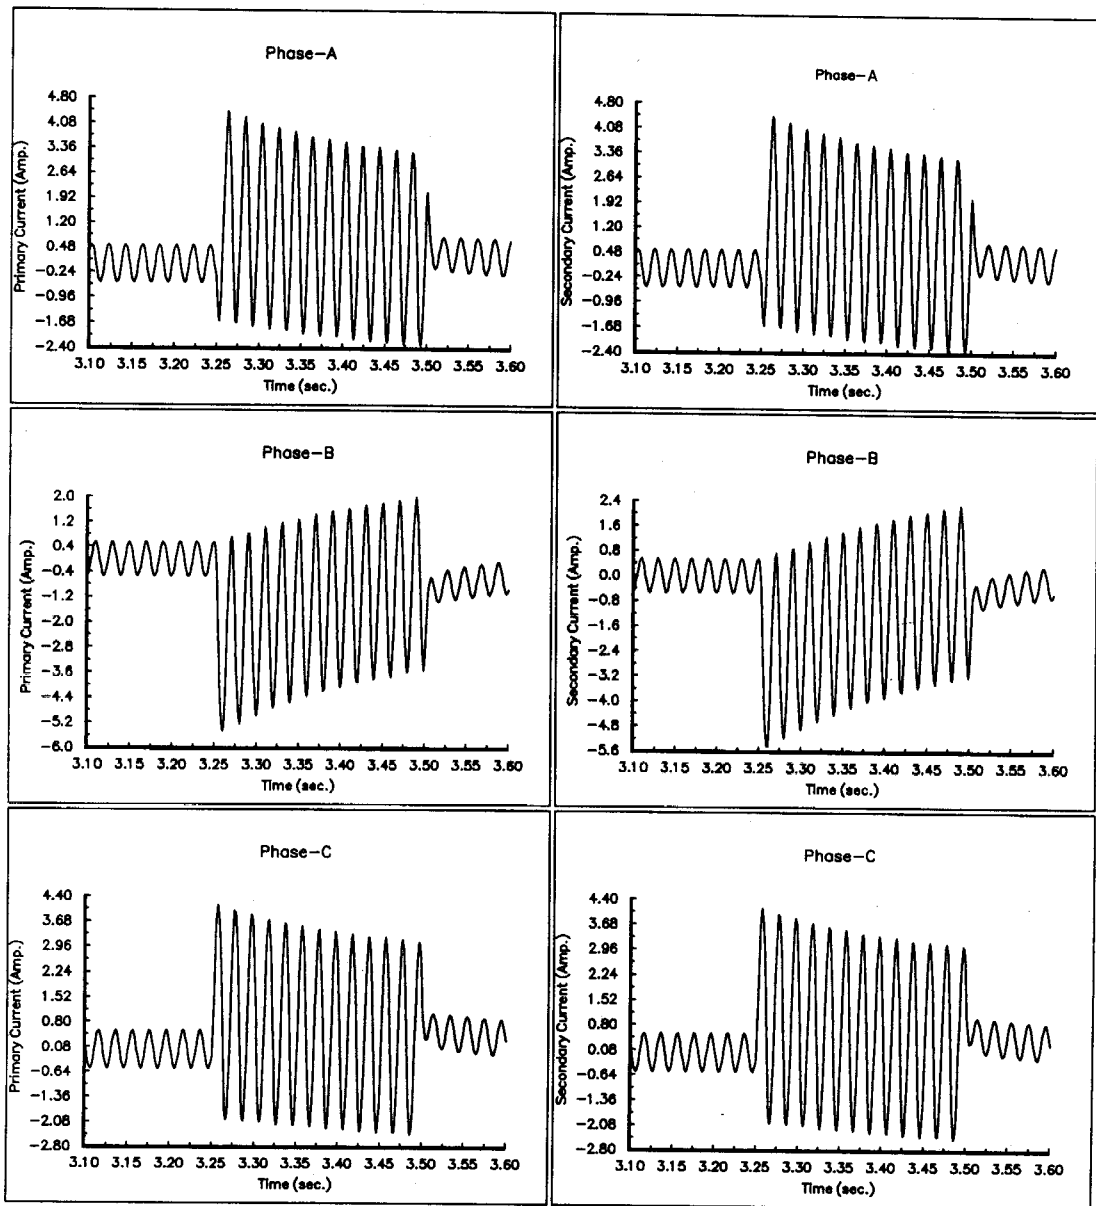 Phase-A
Primary Current (Amp.)
4.80
4.08
3.36
2.64
1.92
1.20
0.48
-0.24
-0.96
-1.68
-2.40
3.10 3.15 3.20 3.25 3.30 3.35 3.40 3.45 3.50 3.55 3.60
Time (sec.)
Phase-A
Secondary Current (Amp.)
4.80
4.08
3.36
2.64
1.92
1.20
0.48
-0.24
-0.96
-1.68
-2.40
3.10 3.15 3.20 3.25 3.30 3.35 3.40 3.45 3.50 3.55 3.60
Time (sec.)
Phase-B
Primary Current (Amp.)
2.0
1.2
0.4
-0.4
-1.2
-2.0
-2.8
-3.6
-4.4
-5.2
-6.0
3.10 3.15 3.20 3.25 3.30 3.35 3.40 3.45 3.50 3.55 3.60
Time (sec.)
Phase-B
Secondary Current (Amp.)
2.4
1.6
0.8
0.0
-0.8
-1.6
-2.4
-3.2
-4.0
-4.8
-5.6
3.10 3.15 3.20 3.25 3.30 3.35 3.40 3.45 3.50 3.55 3.60
Time (sec.)
Phase-C
Primary Current (Amp.)
4.40
3.68
2.96
2.24
1.52
0.80
0.08
-0.64
-1.36
-2.08
-2.80
3.10 3.15 3.20 3.25 3.30 3.35 3.40 3.45 3.50 3.55 3.60
Time (sec.)
Phase-C
Secondary Current (Amp.)
4.40
3.68
2.96
2.24
1.52
0.80
0.08
-0.64
-1.36
-2.08
-2.80
3.10 3.15 3.20 3.25 3.30 3.35 3.40 3.45 3.50 3.55 3.60
Time (sec.)